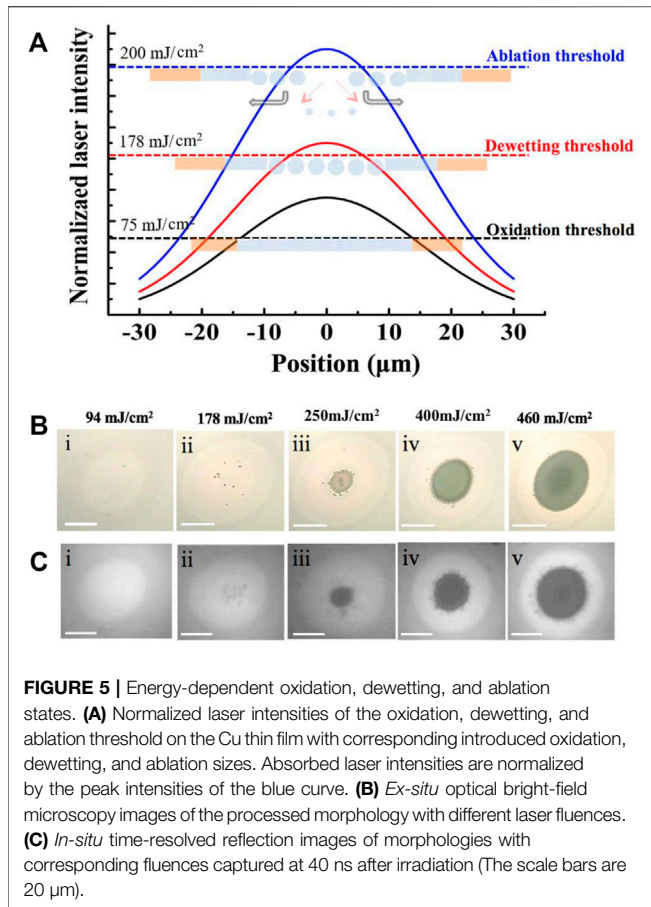 A
Normalizaed laser intensity
200 mJ/cm²
Ablation threshold
178 mJ/cm²
Dewetting threshold
75 mJ/cm²
Oxidation threshold
-30 -20 -10 0 10 20 30
Position (µm)
94 mJ/cm² 178 mJ/cm² 250mJ/cm² 400mJ/cm² 460 mJ/cm²
B
i ii iii iv v
C
i ii iii iv v
FIGURE 5 | Energy-dependent oxidation, dewetting, and ablation
states. (A) Normalized laser intensities of the oxidation, dewetting, and
ablation threshold on the Cu thin film with corresponding introduced oxidation,
dewetting, and ablation sizes. Absorbed laser intensities are normalized
by the peak intensities of the blue curve. (B) Ex-situ optical bright-field
microscopy images of the processed morphology with different laser fluences.
(C) In-situ time-resolved reflection images of morphologies with
corresponding fluences captured at 40 ns after irradiation (The scale bars are
20 µm).